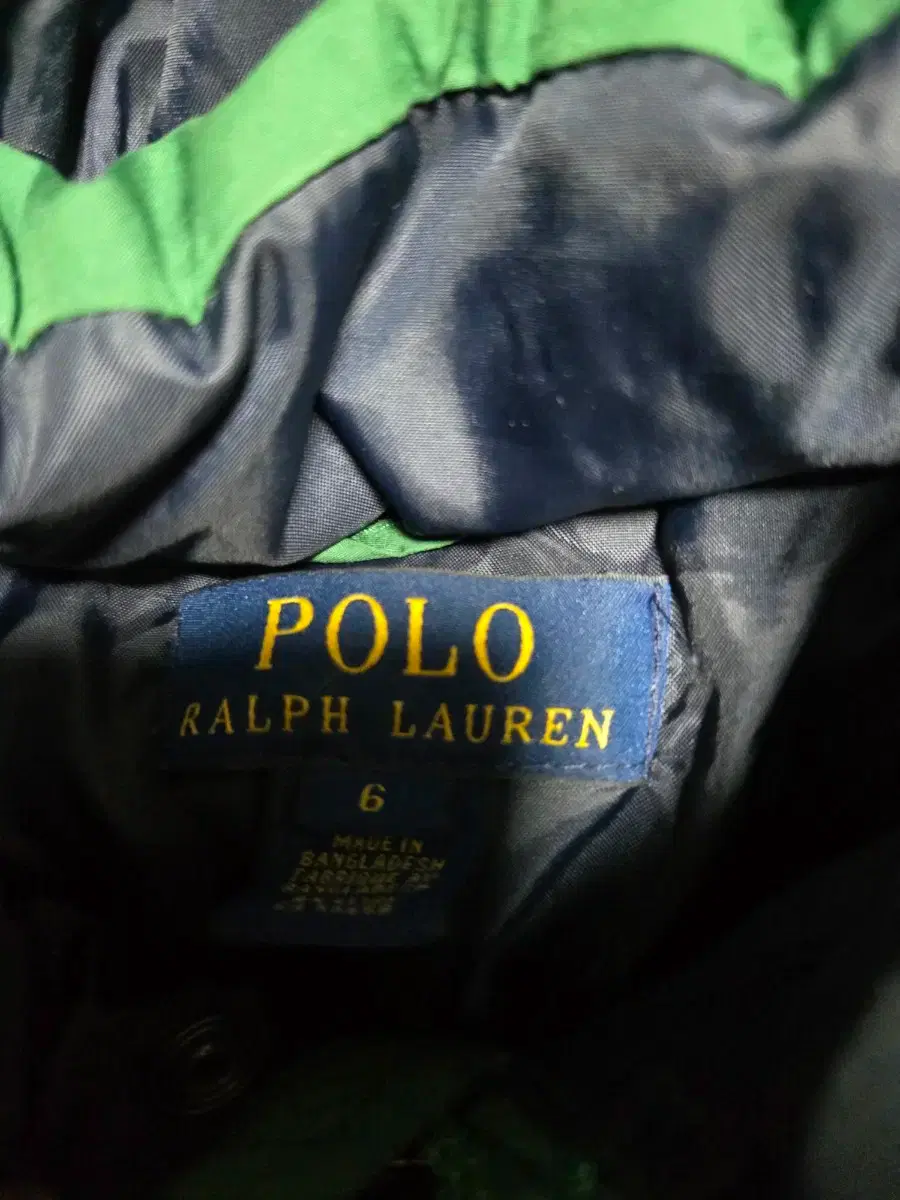 POLO
RALPH LAUREN
6
MADE IN
BANGLADESH